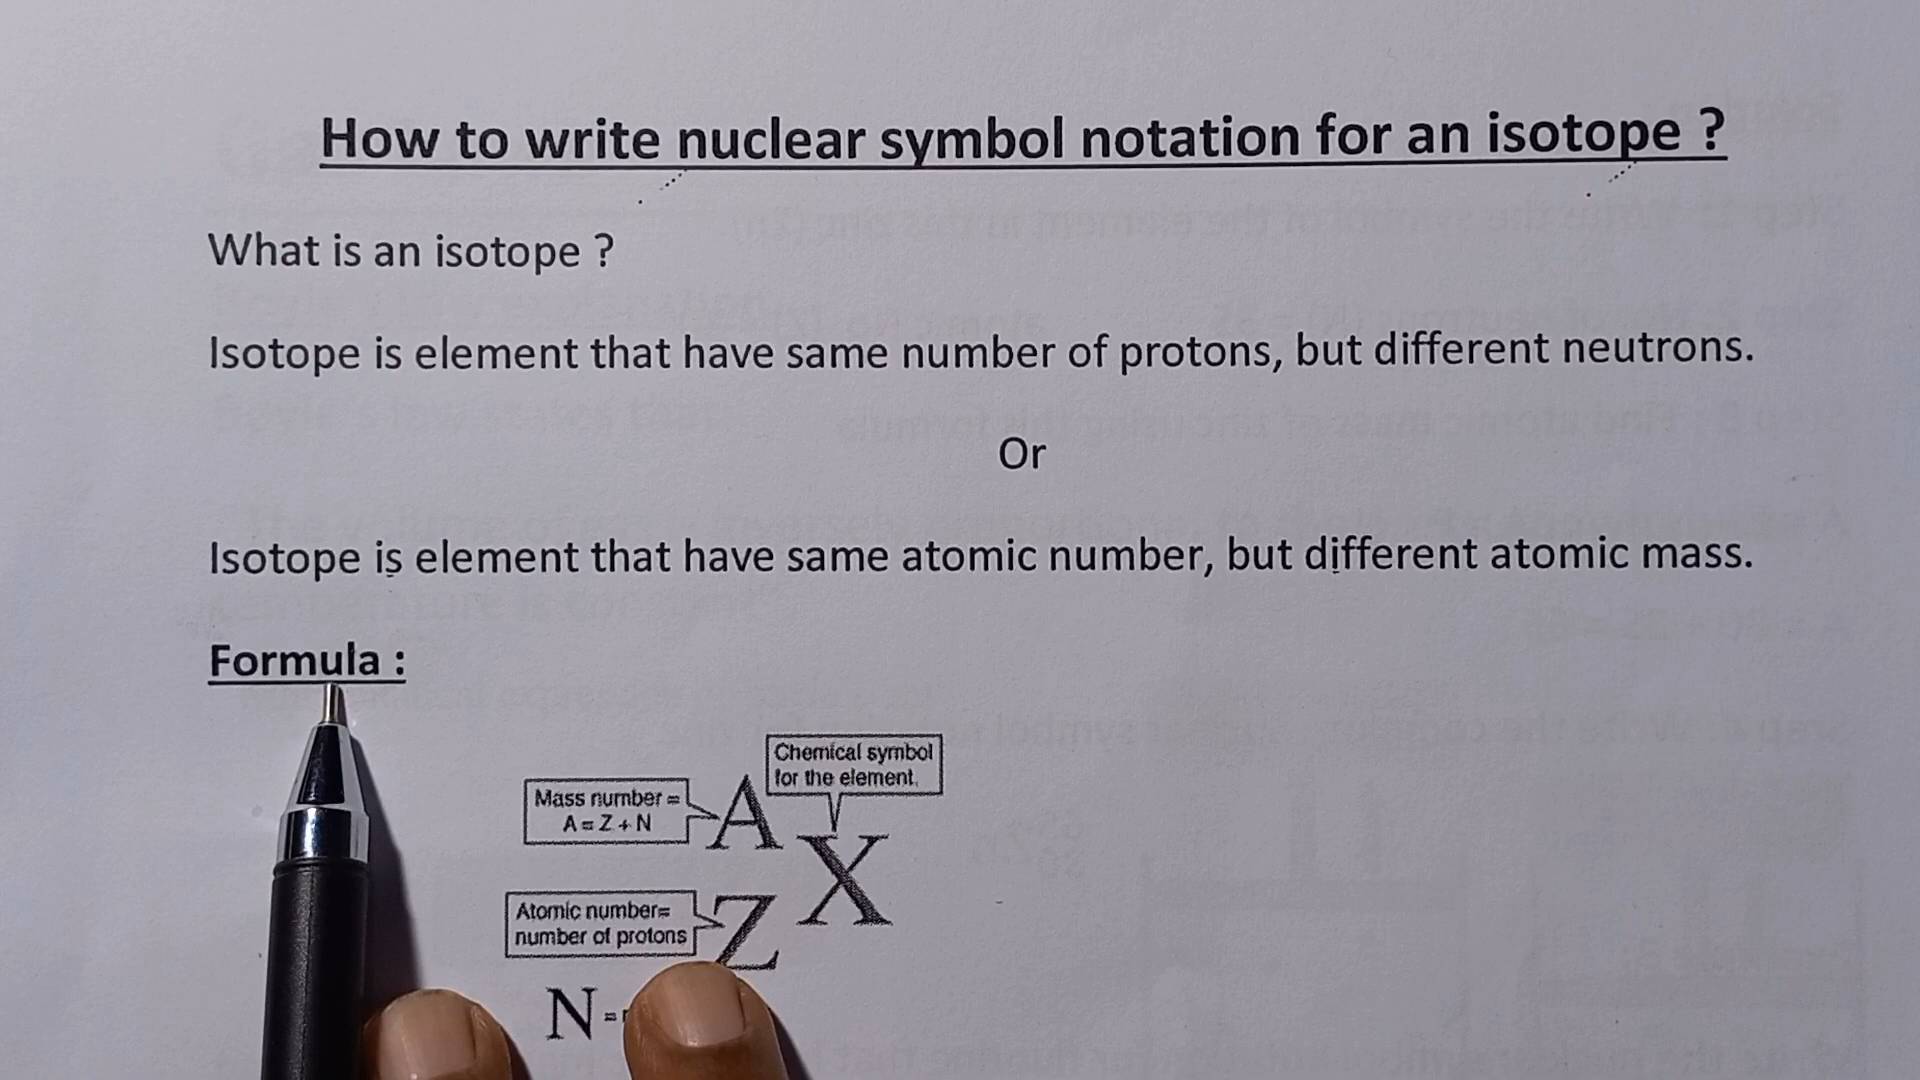 How to write nuclear symbol notation for an isotope ?
What is an isotope ?
Isotope is element that have same number of protons, but different neutrons.
Or
Isotope is element that have same atomic number, but different atomic mass.
Formula :
Chemical symbol
for the element.
Mass number =
A = Z + N
A
X
Atomic number=
number of protons
Z
N =